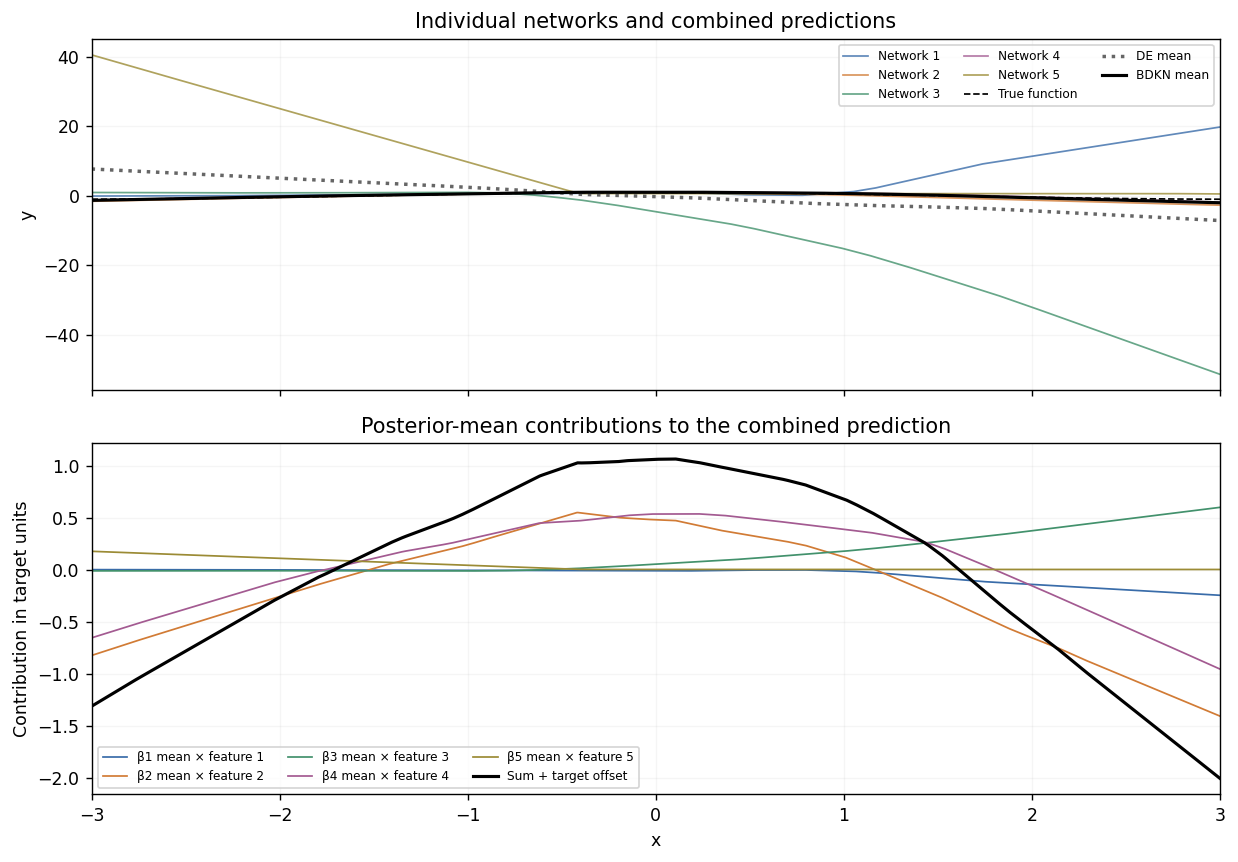 Individual networks and combined predictions
40
20
0
−20
−40
y
Network 1
Network 2
Network 3
Network 4
Network 5
True function
DE mean
BDKN mean
Posterior-mean contributions to the combined prediction
1.0
0.5
0.0
−0.5
−1.0
−1.5
−2.0
Contribution in target units
β1 mean × feature 1
β2 mean × feature 2
β3 mean × feature 3
β4 mean × feature 4
β5 mean × feature 5
Sum + target offset
−3
−2
−1
0
1
2
3
x